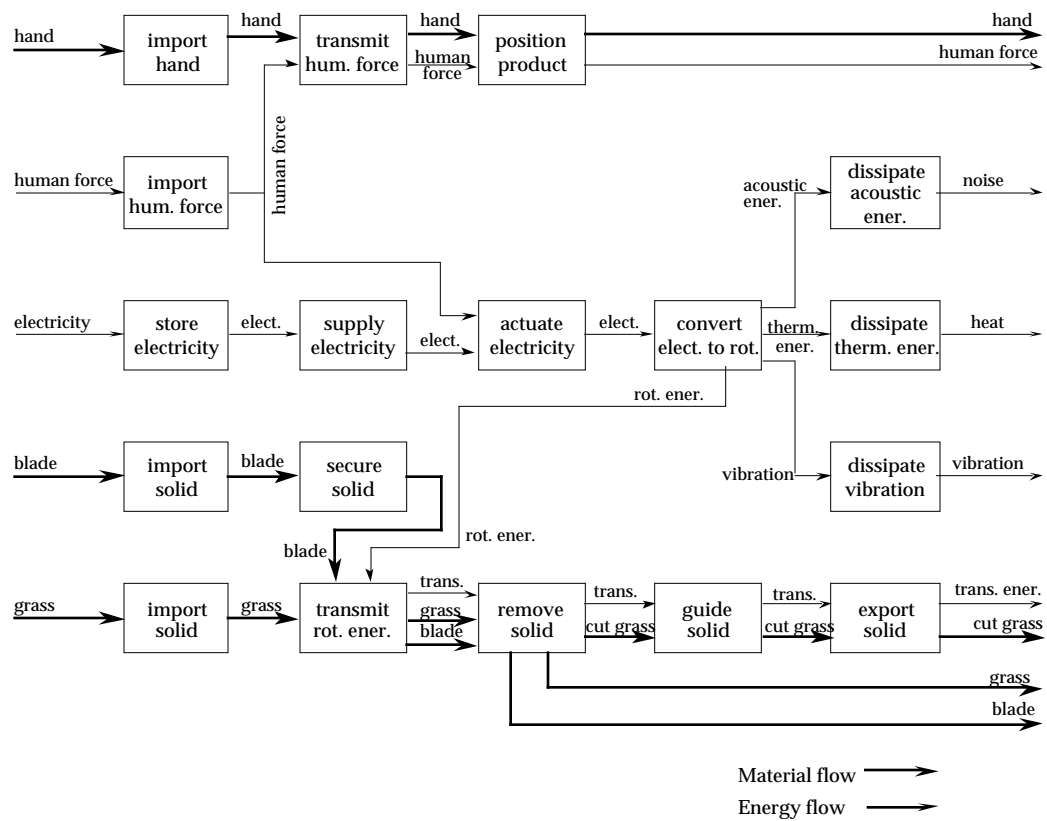 hand
import
hand
hand
transmit
hum. force
hand
human
force
position
product
hand
human force
human force
import
hum. force
human force
acoustic
ener.
dissipate
acoustic
ener.
noise
electricity
store
electricity
elect.
supply
electricity
elect.
actuate
electricity
elect.
convert
elect. to rot.
therm.
ener.
dissipate
therm. ener.
heat
rot. ener.
blade
import
solid
blade
secure
solid
vibration
dissipate
vibration
vibration
rot. ener.
blade
grass
import
solid
grass
transmit
rot. ener.
trans.
grass
blade
remove
solid
trans.
cut grass
guide
solid
trans.
cut grass
export
solid
trans. ener.
cut grass
grass
blade
Material flow
Energy flow